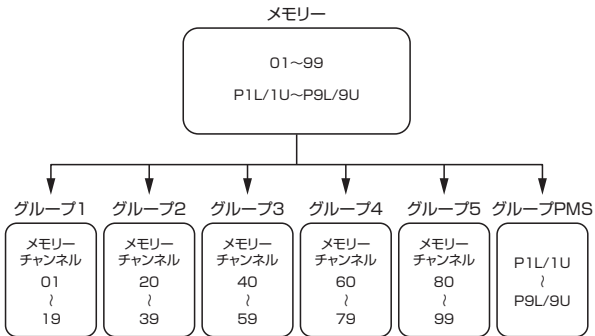 メモリー
01～99
P1L/1U～P9L/9U
グループ1
グループ2
グループ3
グループ4
グループ5
グループPMS
メモリー
チャンネル
01
～
19
メモリー
チャンネル
20
～
39
メモリー
チャンネル
40
～
59
メモリー
チャンネル
60
～
79
メモリー
チャンネル
80
～
99
P1L/1U
～
P9L/9U